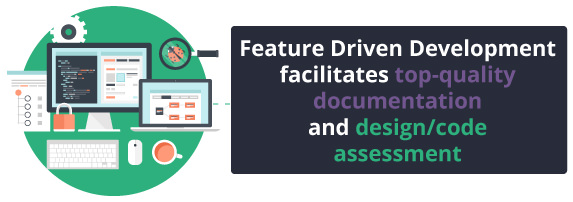 Feature Driven Development
facilitates top-quality
documentation
and design/code
assessment